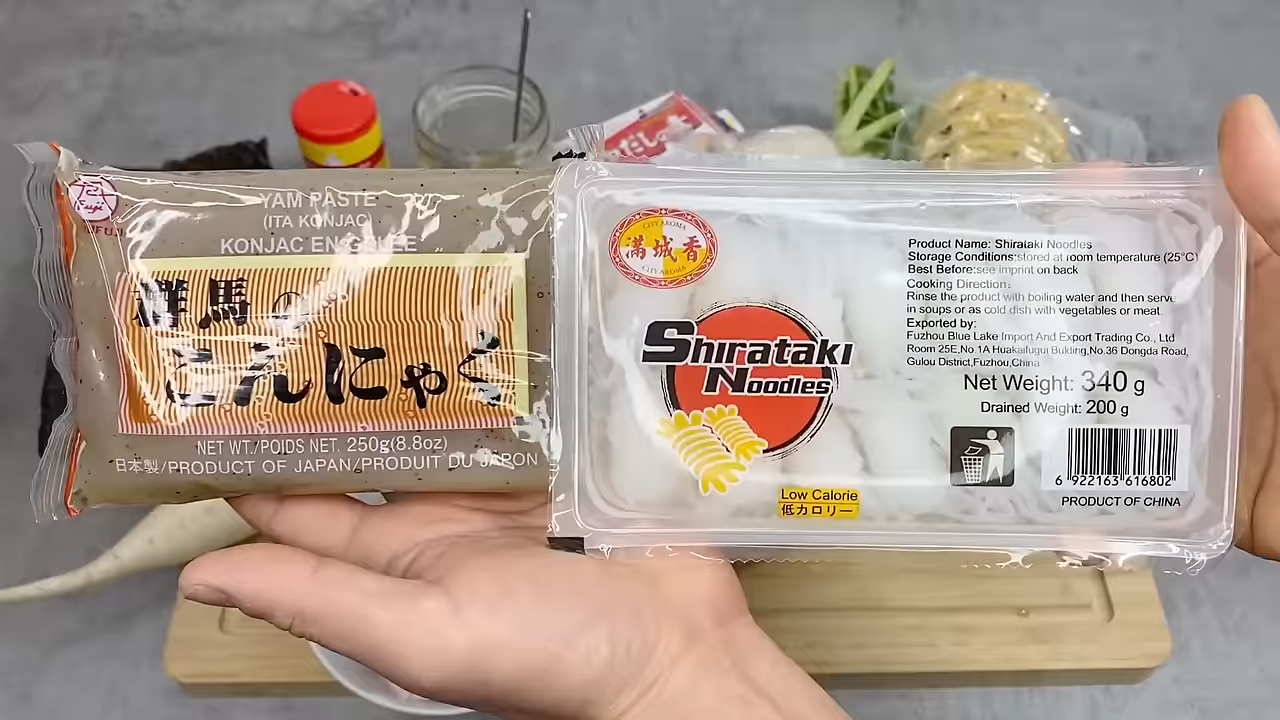 YAM PASTE
(ITA KONJAC)
KONJAC EN GELÉE
群馬の
こんにゃく
NET WT./POIDS NET. 250g(8.8oz)
日本製/PRODUCT OF JAPAN/PRODUIT DU JAPON
CITY AROMA
满城香
CITY AROMA
Shirataki
Noodles
Low Calorie
低カロリー
Product Name: Shirataki Noodles
Storage Conditions:stored at room temperature (25°C)
Best Before:see imprint on back
Cooking Direction:
Rinse the product with boiling water and then serve
in soups or as cold dish with vegetables or meat.
Exported by:
Fuzhou Blue Lake Import And Export Trading Co., Ltd
Room 25E,No 1A Huakaifugui Bulding,No.36 Dongda Road,
Gulou District,Fuzhou,China
Net Weight: 340 g
Drained Weight: 200 g
6 922163 616802
PRODUCT OF CHINA